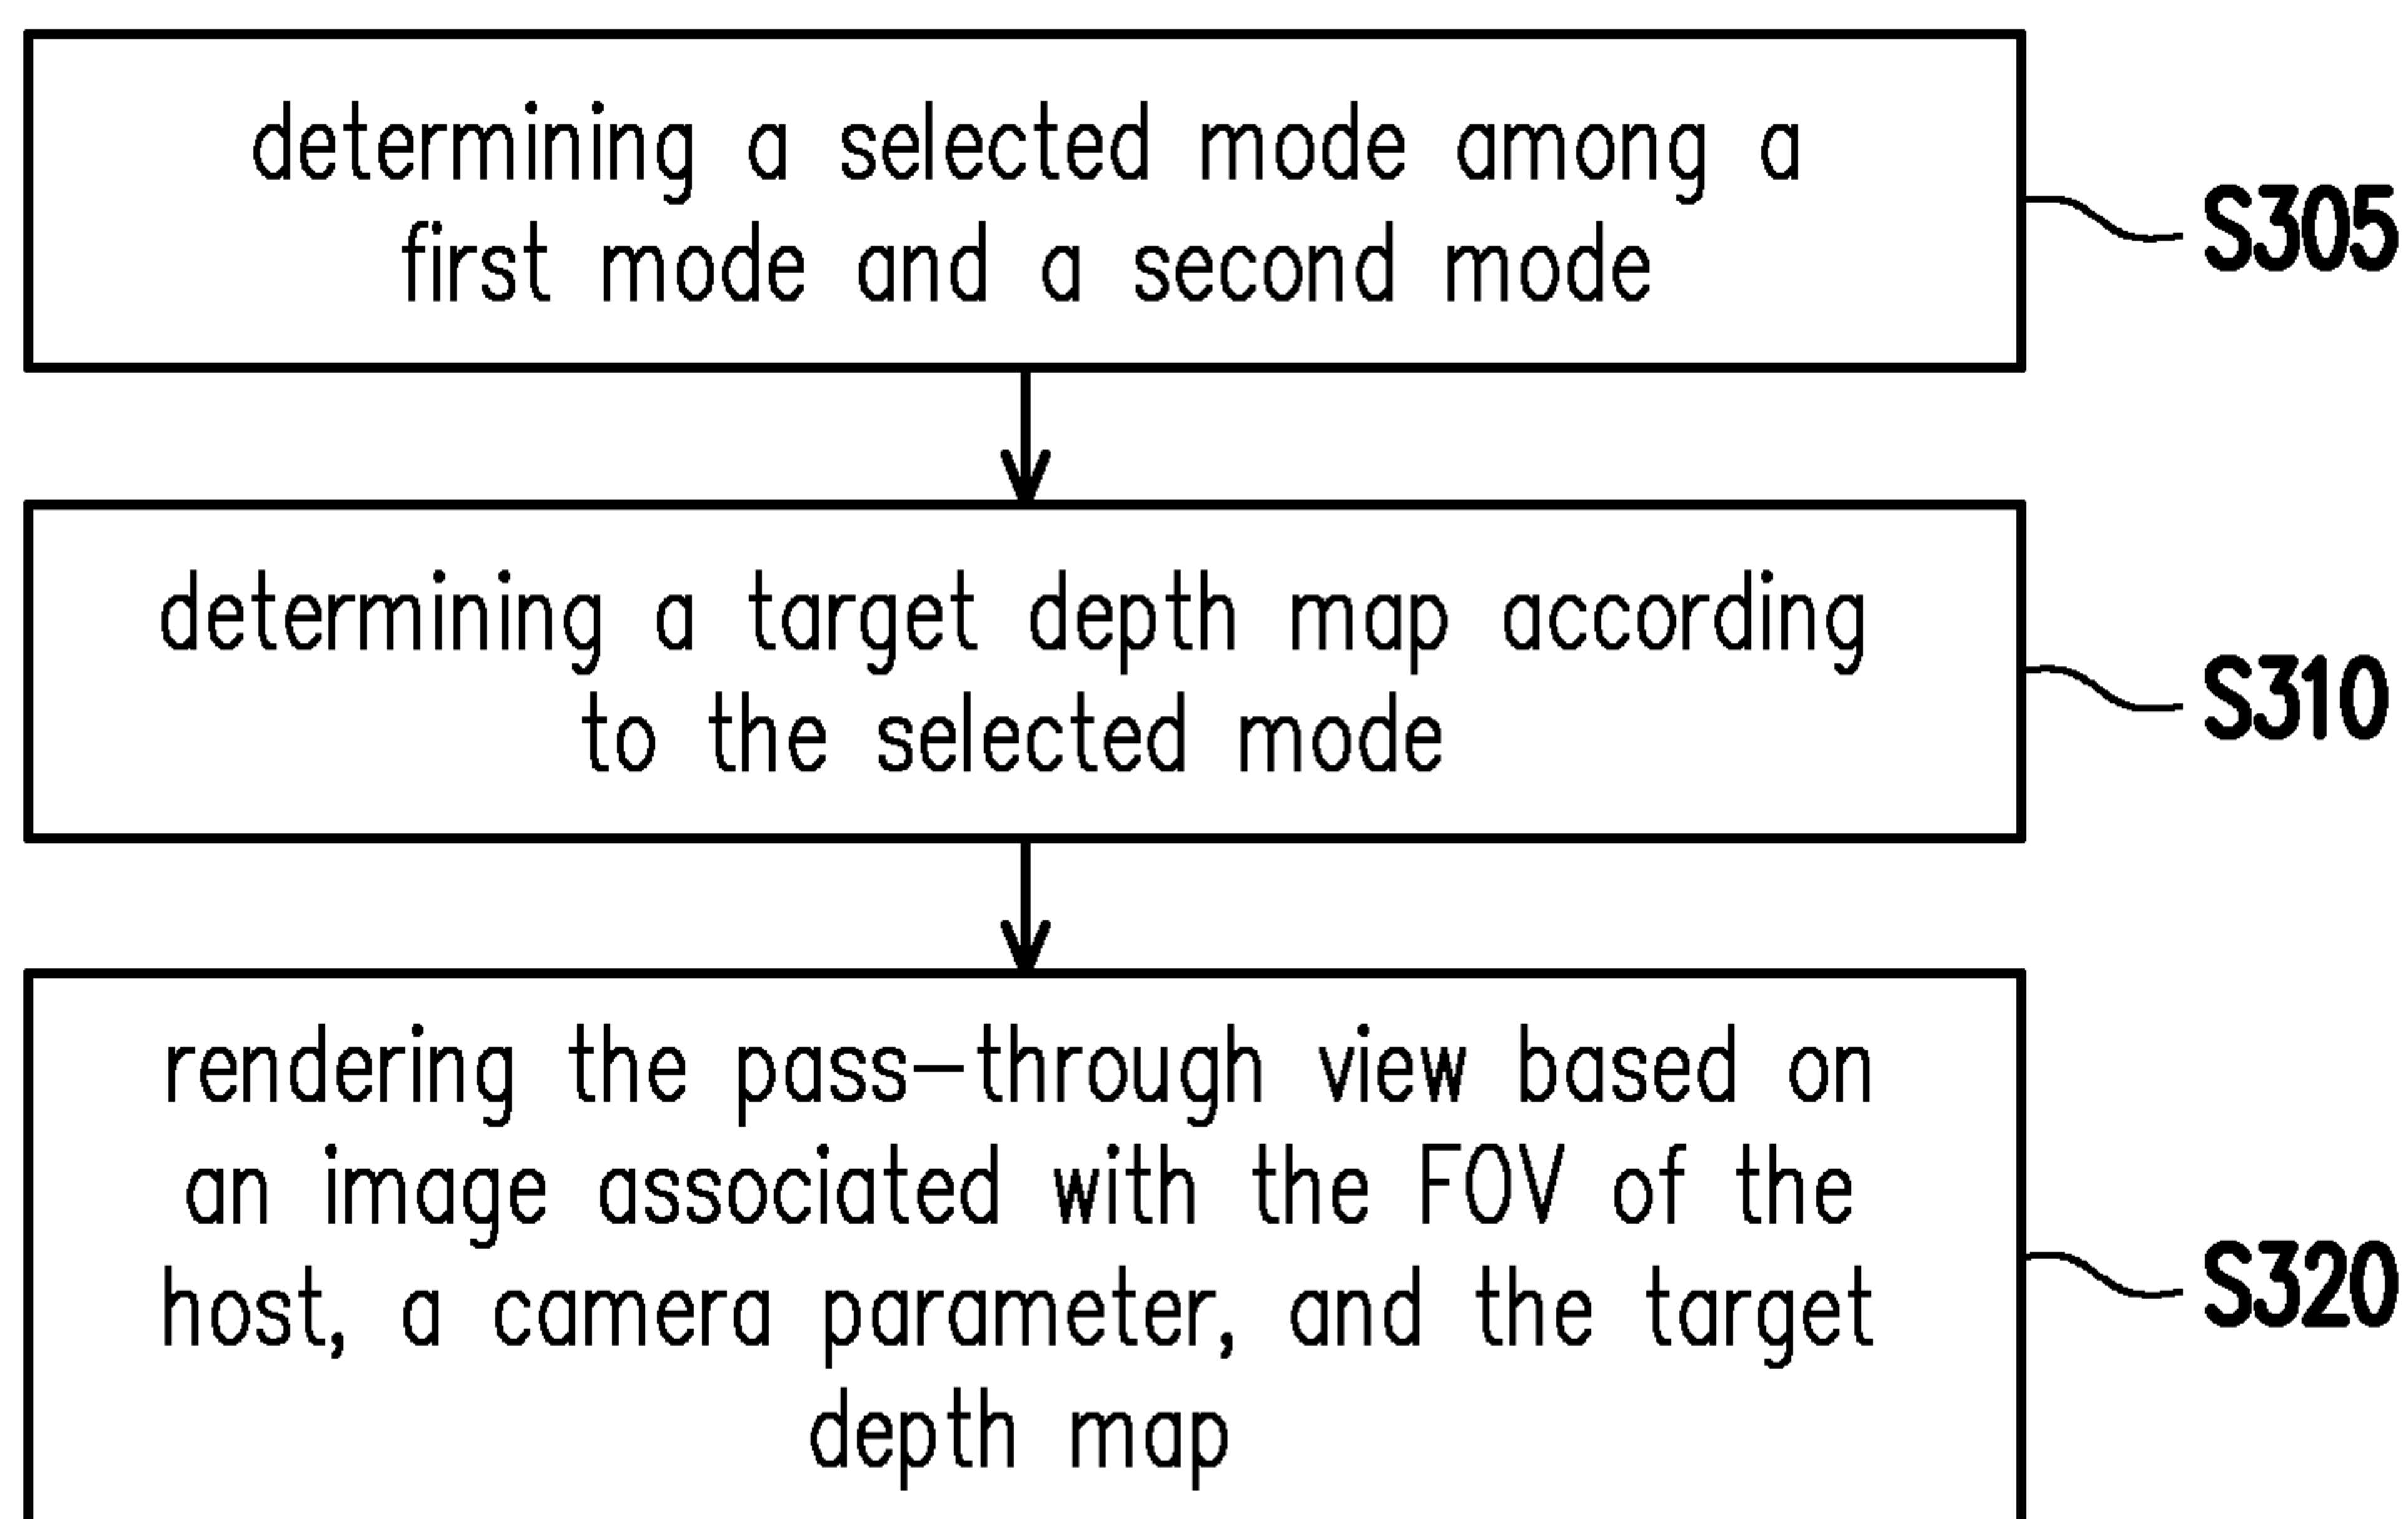 determining a selected mode among a
first mode and a second mode
S305
determining a target depth map according
to the selected mode
S310
rendering the pass-through view based on
an image associated with the FOV of the
host, a camera parameter, and the target
depth map
S320